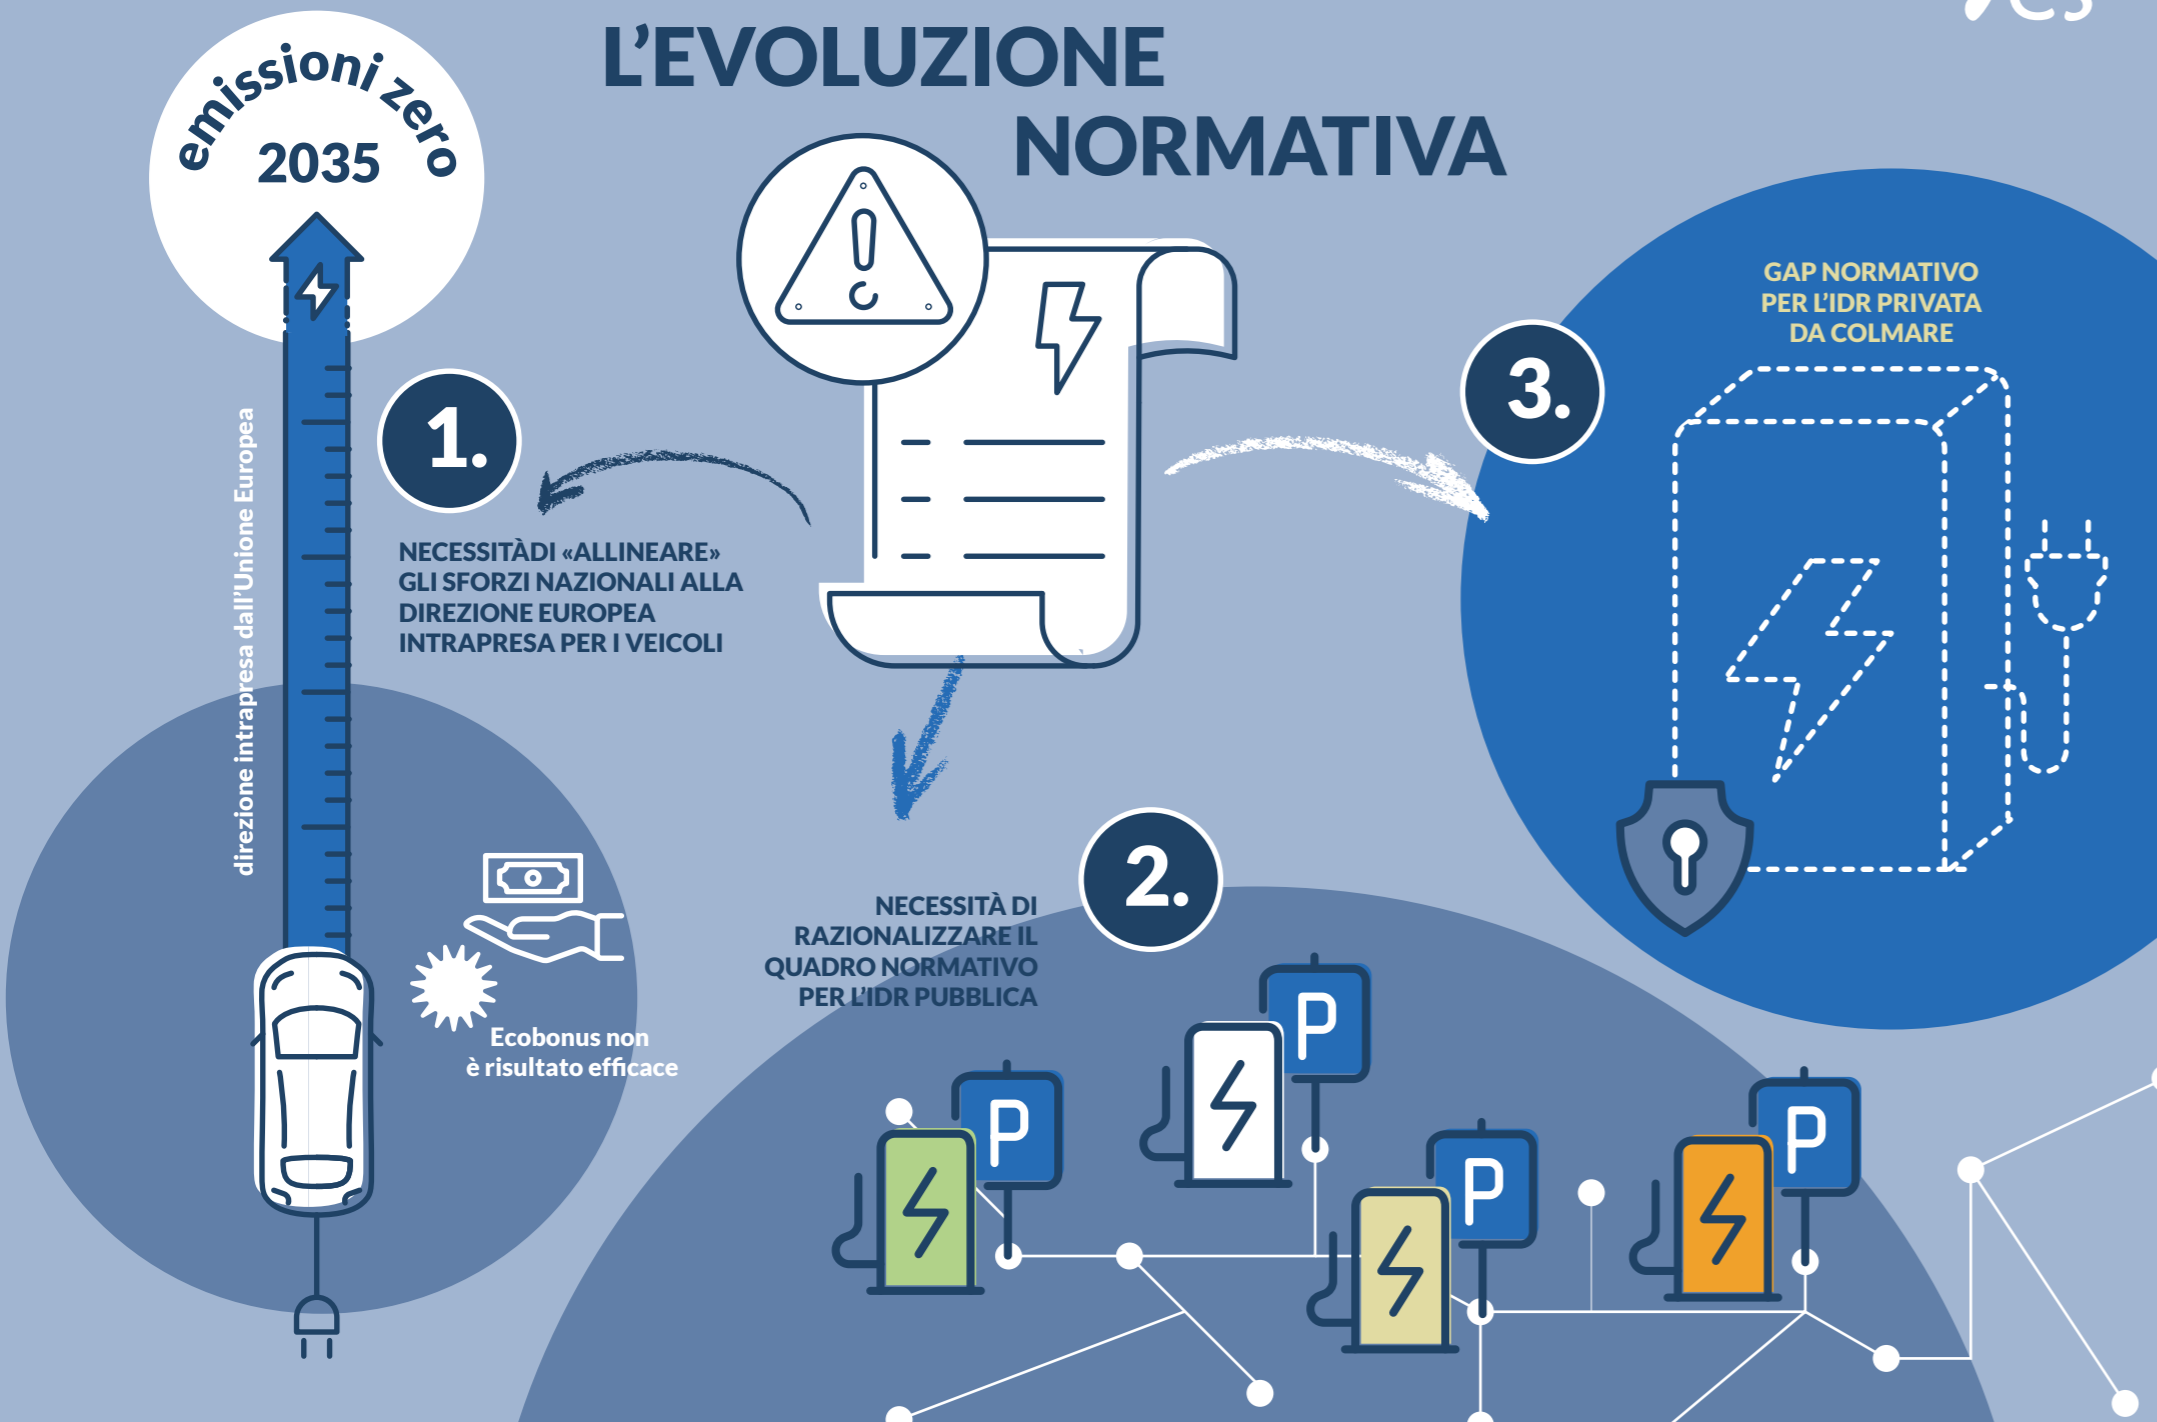 L'EVOLUZIONE
NORMATIVA
emissioni zero
2035
direzione intrapresa dall'Unione Europea
1.
NECESSITÀDI «ALLINEARE»
GLI SFORZI NAZIONALI ALLA
DIREZIONE EUROPEA
INTRAPRESA PER I VEICOLI
Ecobonus non
è risultato efficace
2.
NECESSITÀ DI
RAZIONALIZZARE IL
QUADRO NORMATIVO
PER L'IDR PUBBLICA
P
P
P
P
3.
GAP NORMATIVO
PER L'IDR PRIVATA
DA COLMARE